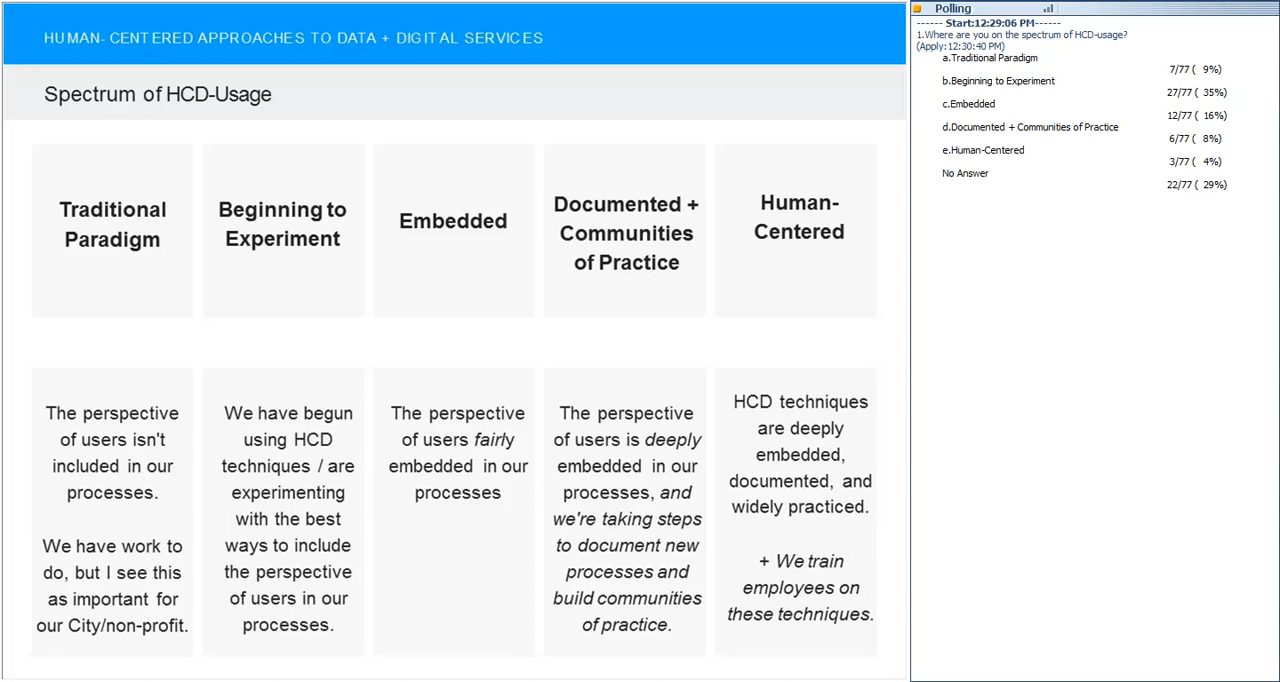 HUMAN- CENTERED APPROACHES TO DATA + DIGITAL SERVICES
Spectrum of HCD-Usage
Traditional
Paradigm
Beginning to
Experiment
Embedded
Documented +
Communities
of Practice
Human-
Centered
The perspective
of users isn't
included in our
processes.
We have work to
do, but I see this
as important for
our City/non-profit.
We have begun
using HCD
techniques / are
experimenting
with the best
ways to include
the perspective
of users in our
processes.
The perspective
of users fairly
embedded in our
processes
The perspective
of users is deeply
embedded in our
processes, and
we're taking steps
to document new
processes and
build communities
of practice.
HCD techniques
are deeply
embedded,
documented, and
widely practiced.
+ We train
employees on
these techniques.
Polling
------ Start:12:29:06 PM------
1.Where are you on the spectrum of HCD-usage?
(Apply:12:30:40 PM)
a.Traditional Paradigm
7/77 ( 9%)
b.Beginning to Experiment
27/77 ( 35%)
c.Embedded
12/77 ( 16%)
d.Documented + Communities of Practice
6/77 ( 8%)
e.Human-Centered
3/77 ( 4%)
No Answer
22/77 ( 29%)